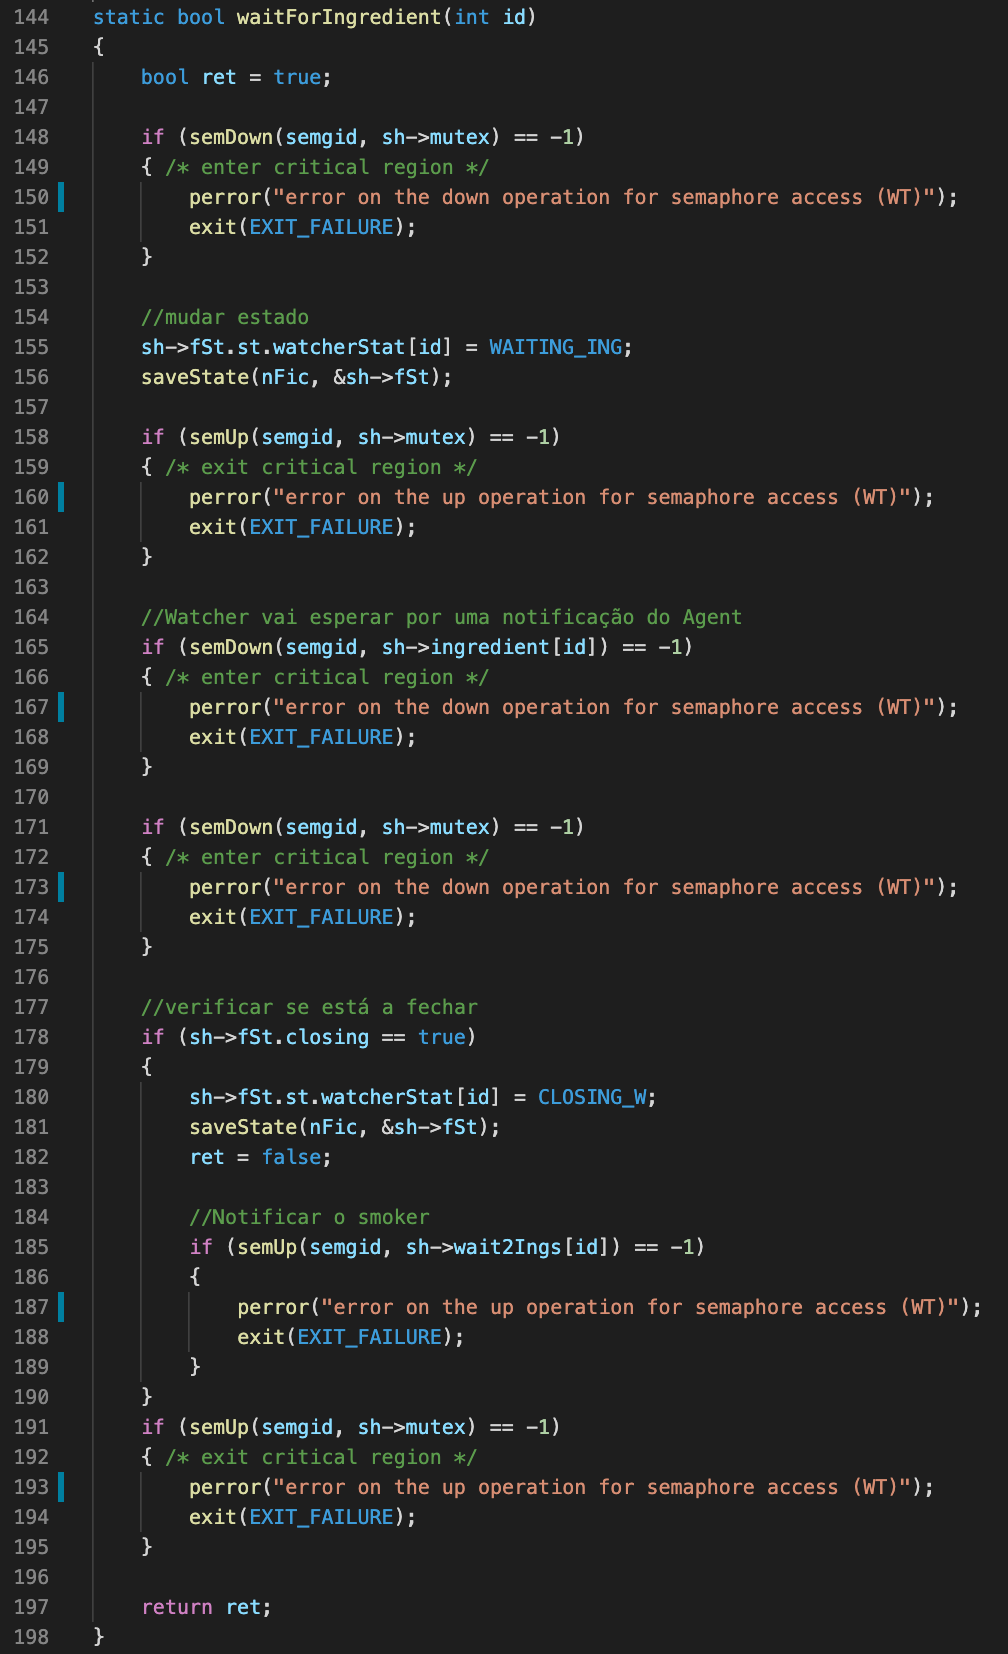 144 static bool waitForIngredient(int id)
145 {
146     bool ret = true;
147
148     if (semDown(semgid, sh->mutex) == -1)
149     { /* enter critical region */
150         perror("error on the down operation for semaphore access (WT)");
151         exit(EXIT_FAILURE);
152     }
153
154     //mudar estado
155     sh->fSt.st.watcherStat[id] = WAITING_ING;
156     saveState(nFic, &sh->fSt);
157
158     if (semUp(semgid, sh->mutex) == -1)
159     { /* exit critical region */
160         perror("error on the up operation for semaphore access (WT)");
161         exit(EXIT_FAILURE);
162     }
163
164     //Watcher vai esperar por uma notificação do Agent
165     if (semDown(semgid, sh->ingredient[id]) == -1)
166     { /* enter critical region */
167         perror("error on the down operation for semaphore access (WT)");
168         exit(EXIT_FAILURE);
169     }
170
171     if (semDown(semgid, sh->mutex) == -1)
172     { /* enter critical region */
173         perror("error on the down operation for semaphore access (WT)");
174         exit(EXIT_FAILURE);
175     }
176
177     //verificar se está a fechar
178     if (sh->fSt.closing == true)
179     {
180         sh->fSt.st.watcherStat[id] = CLOSING_W;
181         saveState(nFic, &sh->fSt);
182         ret = false;
183
184         //Notificar o smoker
185         if (semUp(semgid, sh->wait2Ings[id]) == -1)
186         {
187             perror("error on the up operation for semaphore access (WT)");
188             exit(EXIT_FAILURE);
189         }
190     }
191     if (semUp(semgid, sh->mutex) == -1)
192     { /* exit critical region */
193         perror("error on the up operation for semaphore access (WT)");
194         exit(EXIT_FAILURE);
195     }
196
197     return ret;
198 }